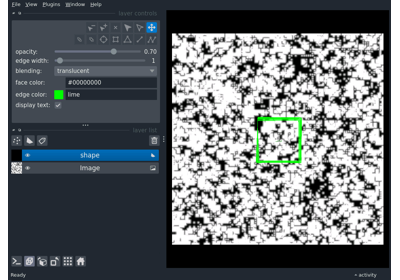 File View Plugins Window Help
layer controls
opacity: 0.70
edge width: 1
blending: translucent
face color: #00000000
edge color: lime
display text:
layer list
shape
Image
Ready
activity